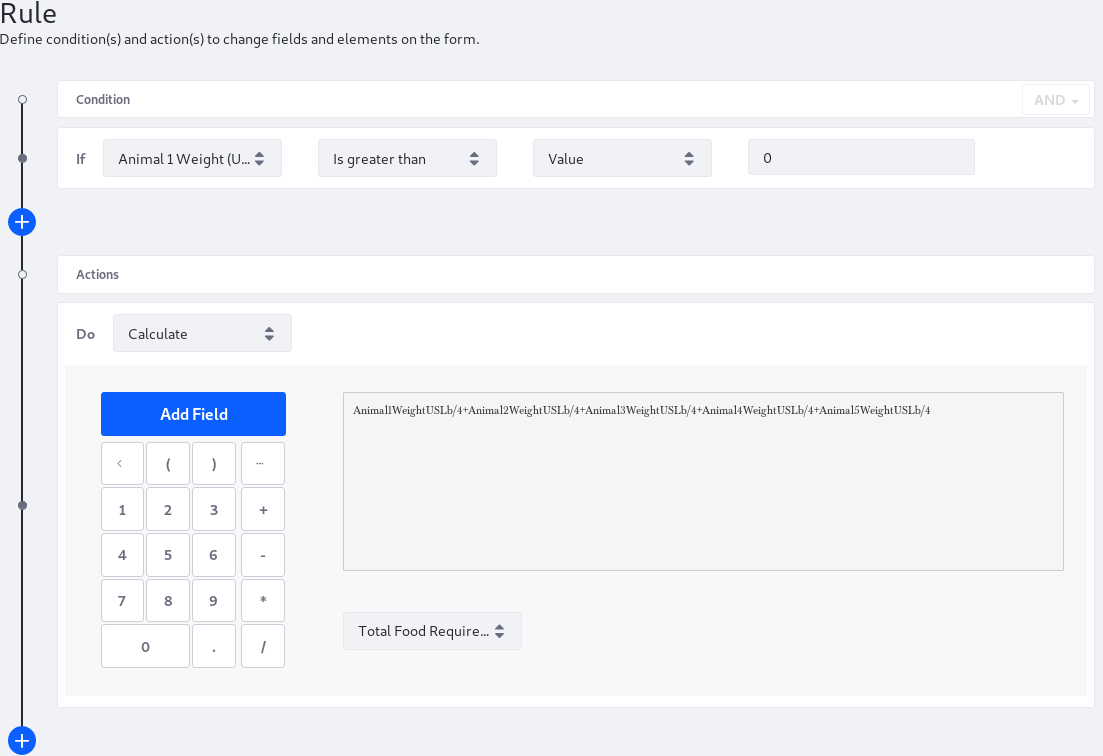 Rule
Define condition(s) and action(s) to change fields and elements on the form.
Condition
AND
If
Animal 1 Weight (U...
Is greater than
Value
0
Actions
Do
Calculate
Add Field
( )
1 2 3 +
4 5 6 -
7 8 9 *
0 . /
Animal1WeightUSLb/4+Animal2WeightUSLb/4+Animal3WeightUSLb/4+Animal4WeightUSLb/4+Animal5WeightUSLb/4
Total Food Require...